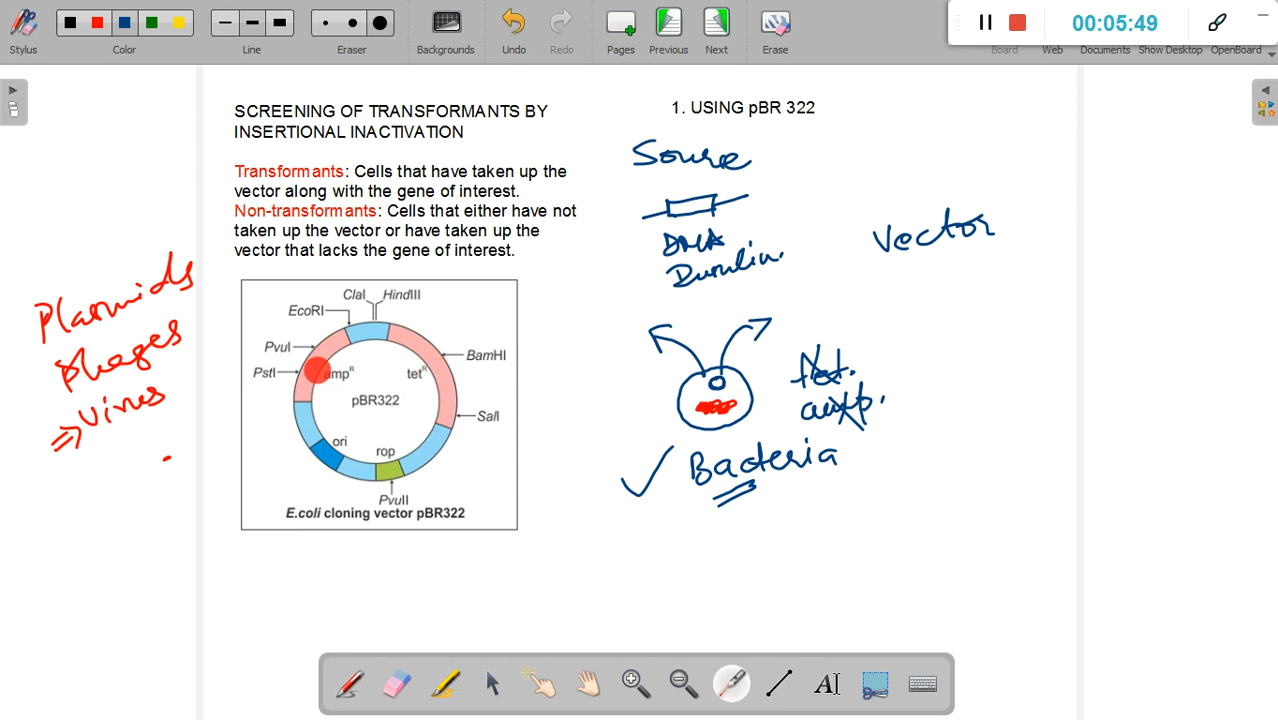 Stylus
Color
Line
Eraser
Backgrounds
Undo
Redo
Pages
Previous
Next
Erase
00:05:49
Board
Web
Documents
Show Desktop
OpenBoard
SCREENING OF TRANSFORMANTS BY
INSERTIONAL INACTIVATION
Transformants: Cells that have taken up the
vector along with the gene of interest.
Non-transformants: Cells that either have not
taken up the vector or have taken up the
vector that lacks the gene of interest.
ClaI
HindIII
EcoRI
PvuI
PstI
BamHI
SalI
amp R
tet R
pBR322
ori
rop
PvuII
E.coli cloning vector pBR322
Plasmids
Phages
⇒ Virus
1. USING pBR 322
Source
DNA
Vector
Bacteria
AI